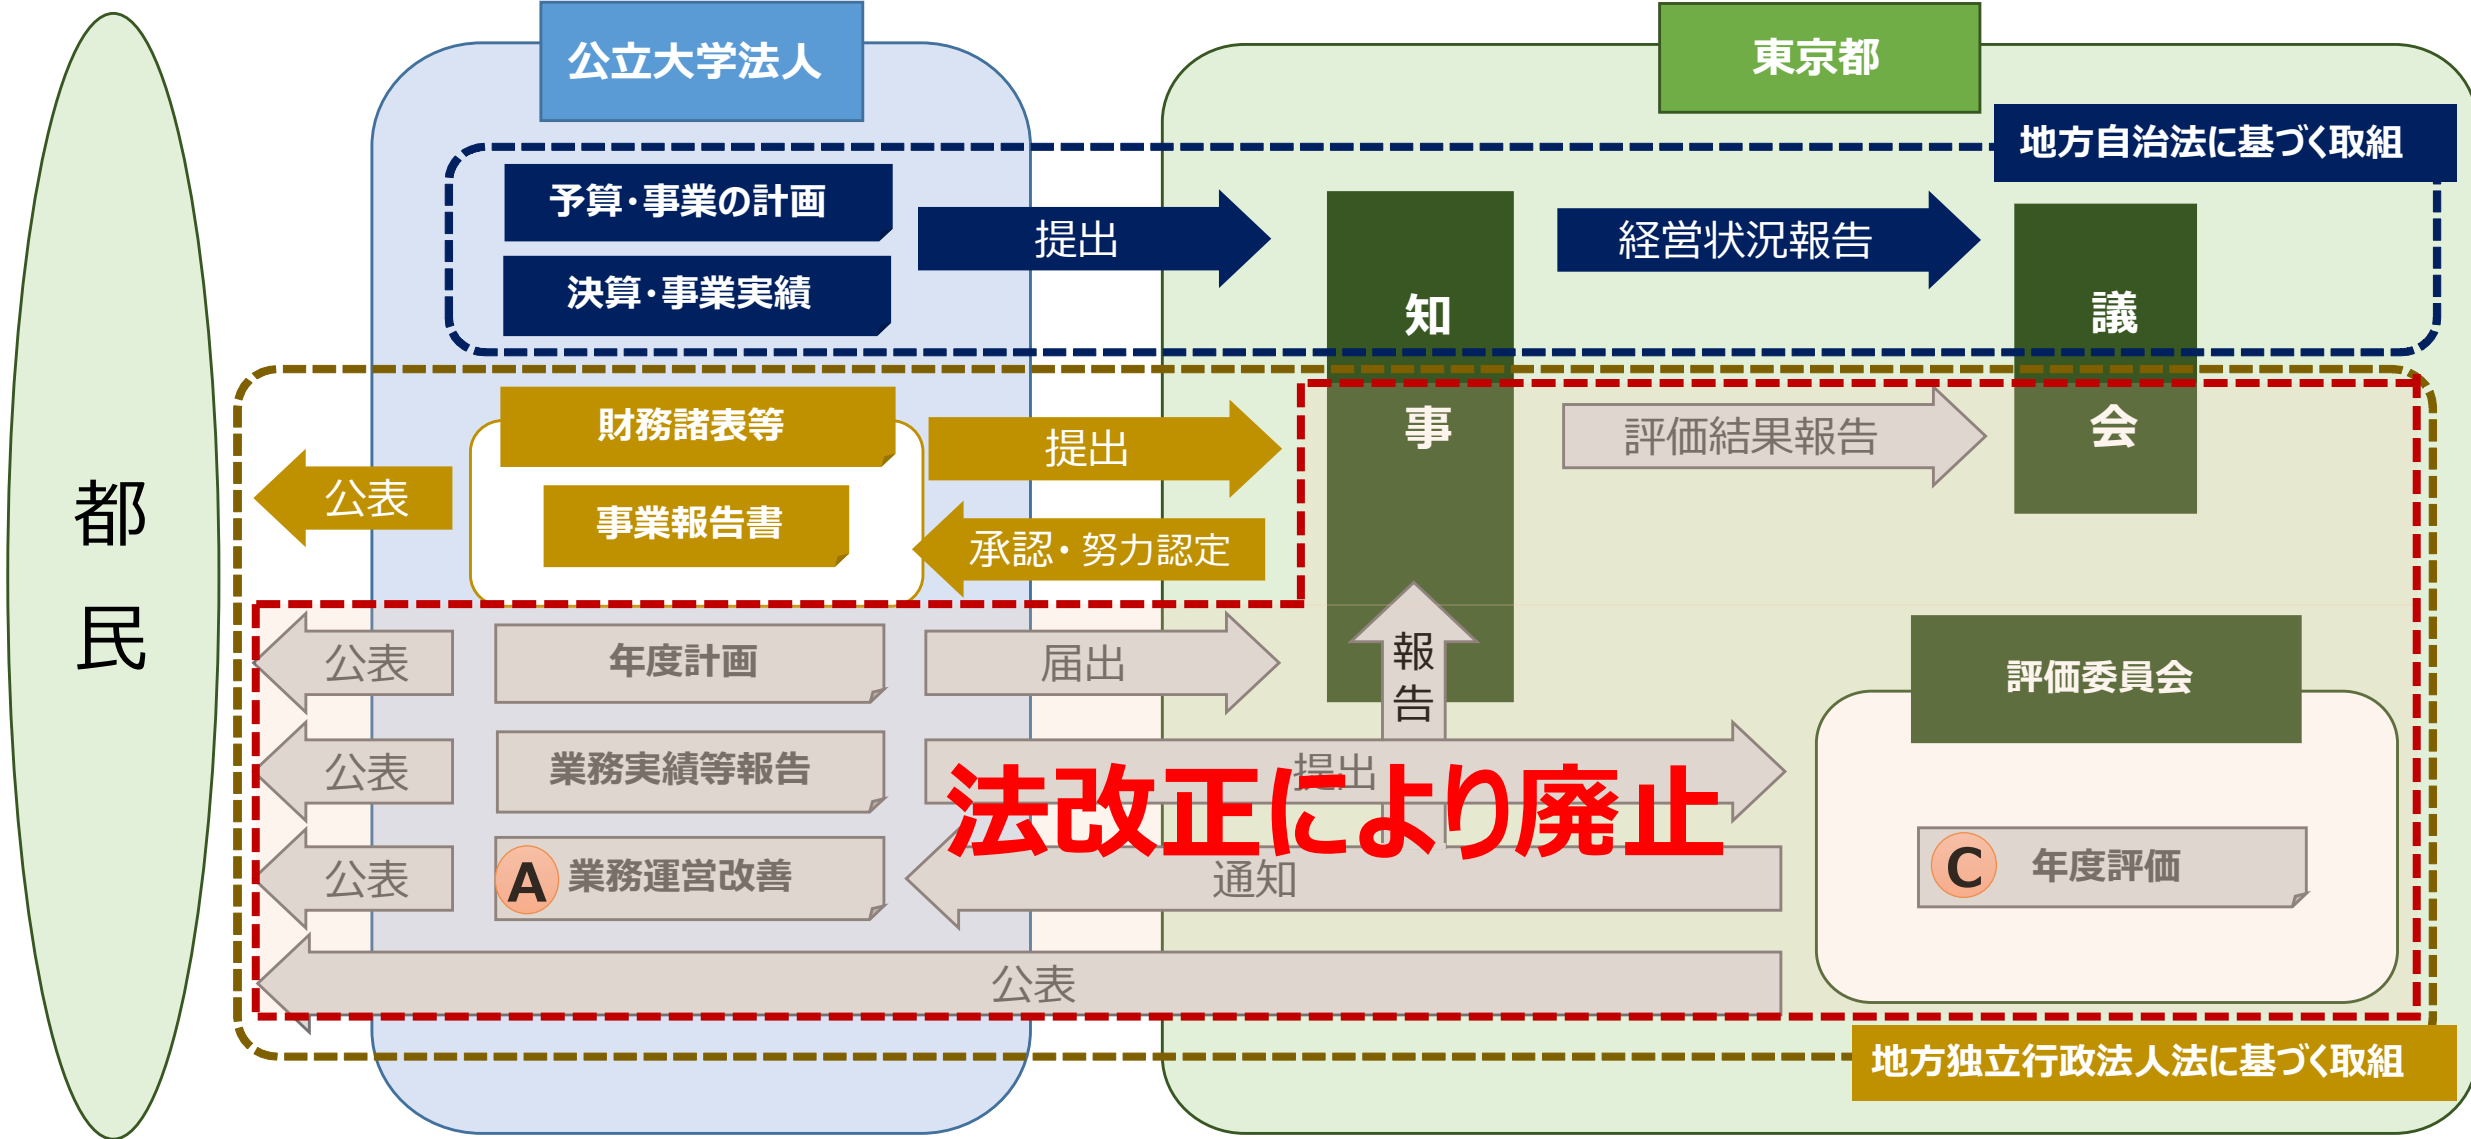 公立大学法人
東京都
地方自治法に基づく取組
予算・事業の計画
決算・事業実績
提出
経営状況報告
知事
議会
財務諸表等
事業報告書
公表
提出
承認・努力認定
評価結果報告
都民
公表
年度計画
届出
報告
評価委員会
公表
業務実績等報告
提出
法改正により廃止
公表
A 業務運営改善
通知
C 年度評価
公表
地方独立行政法人法に基づく取組